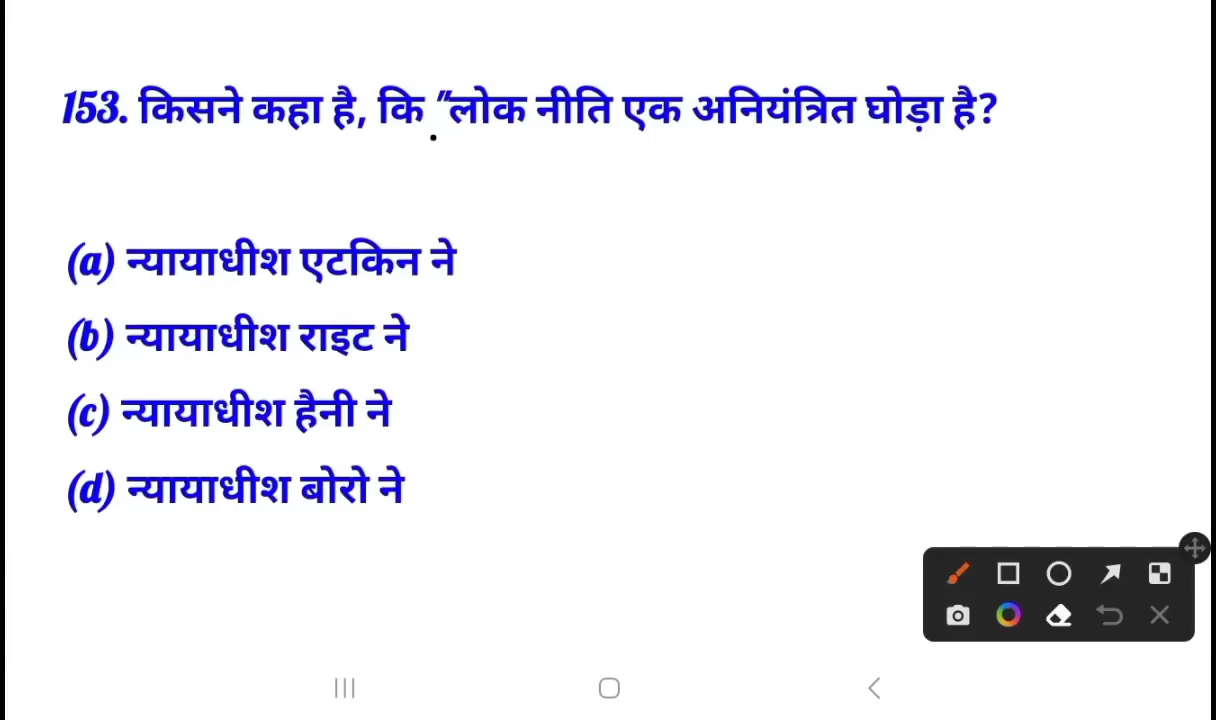 153. किसने कहा है, कि "लोक नीति एक अनियंत्रित घोड़ा है?
(a) न्यायाधीश एटकिन ने
(b) न्यायाधीश राइट ने
(c) न्यायाधीश हैनी ने
(d) न्यायाधीश बोरो ने